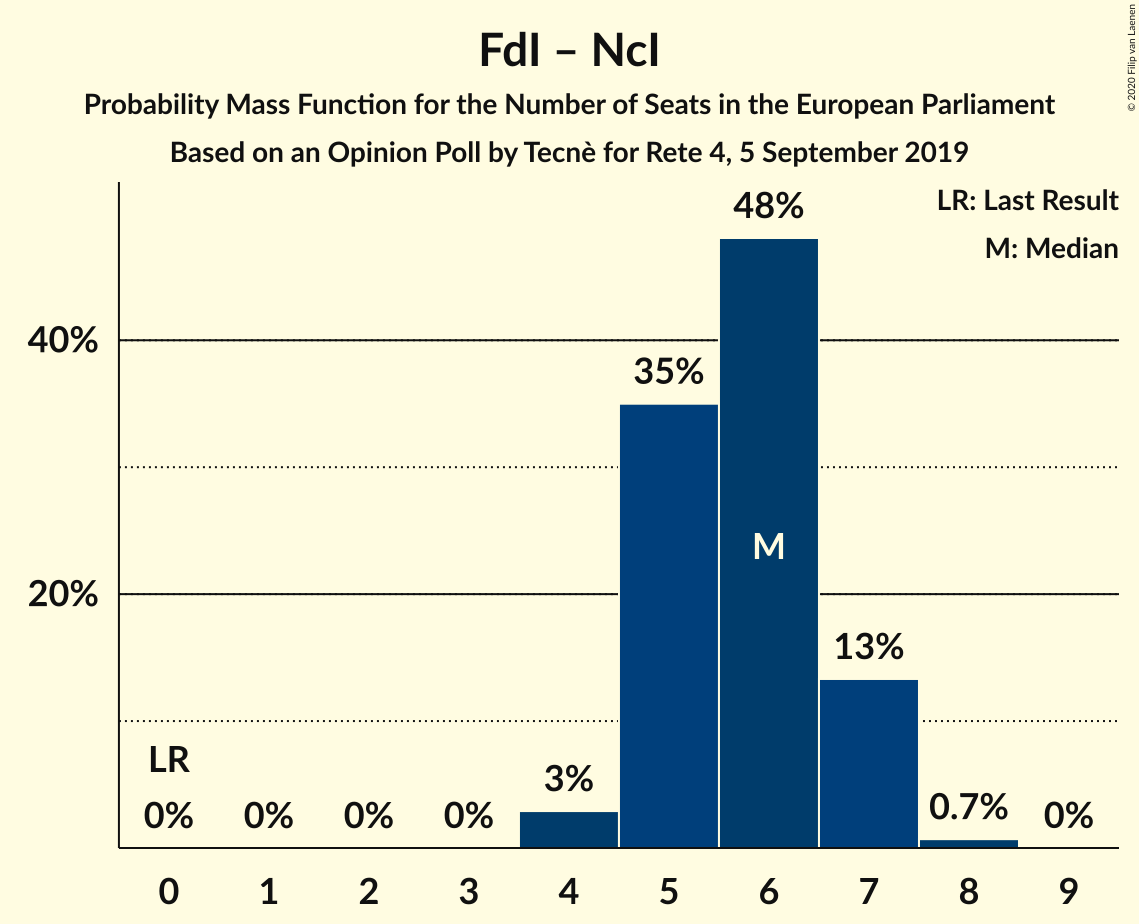 FdI – NcI
Probability Mass Function for the Number of Seats in the European Parliament
Based on an Opinion Poll by Tecnè for Rete 4, 5 September 2019
© 2020 Filip van Laenen
LR: Last Result
M: Median
48%
40%
35%
M
20%
13%
LR
0%
0%
0%
0%
3%
0.7%
0%
0
1
2
3
4
5
6
7
8
9